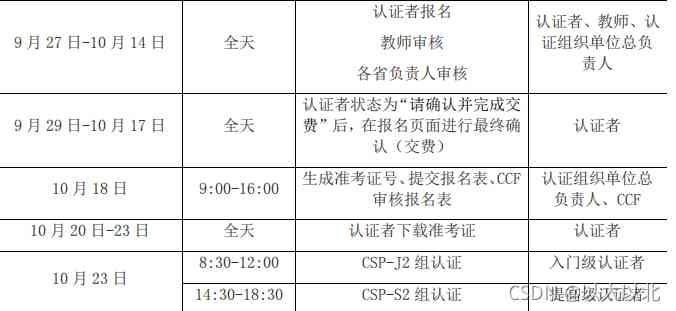 认证者报名
9 月 27 日-10 月 14 日
全天
教师审核
各省负责人审核
认证者、教师、认
证组织单位总负
责人
9 月 29 日-10 月 17 日
全天
认证者状态为“请确认并完成交
费”后，在报名页面进行最终确
认（交费）
认证者
10 月 18 日
9:00-16:00
生成准考证号、提交报名表、CCF
审核报名表
认证组织单位总
负责人、CCF
10 月 20 日-23 日
全天
认证者下载准考证
认证者
10 月 23 日
8:30-12:00
CSP-J2 组认证
入门级认证者
14:30-18:30
CSP-S2 组认证
提高级认证者